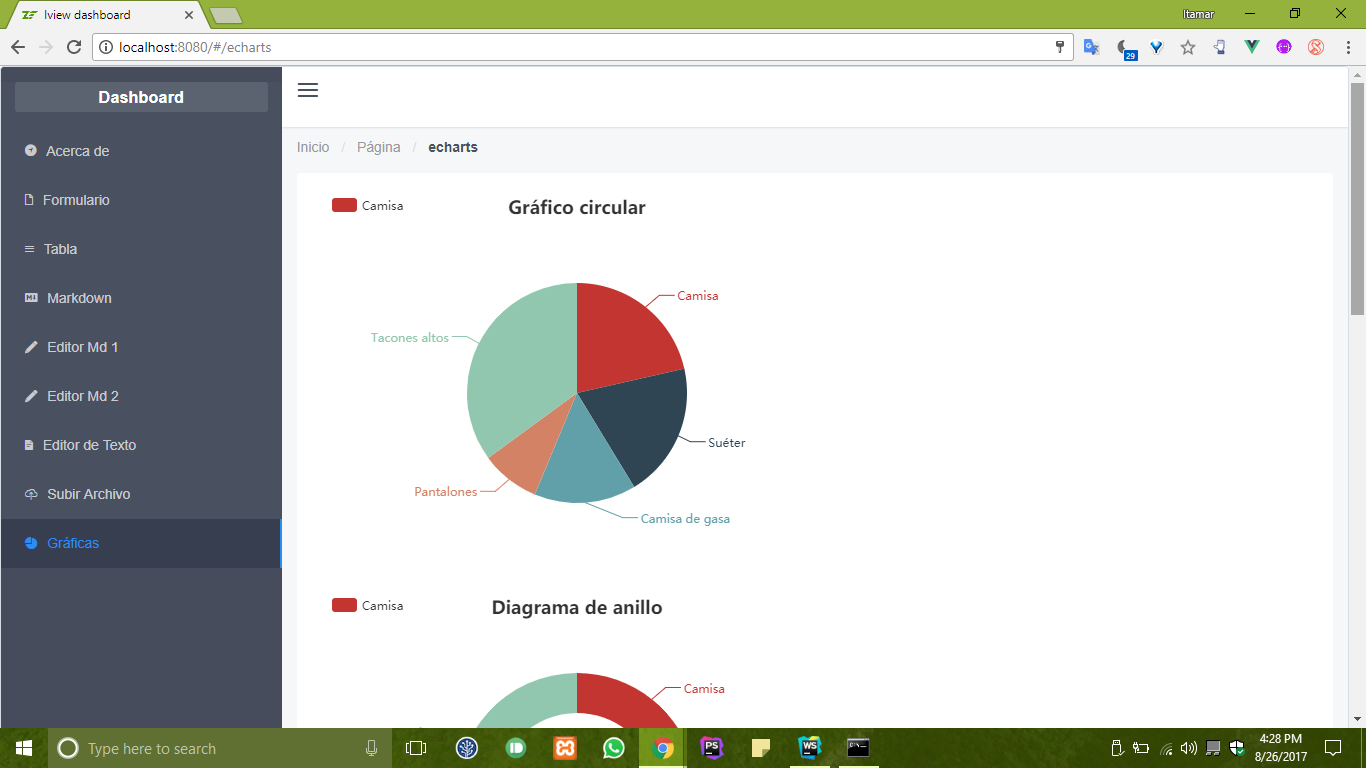 Iview dashboard
Itamar
localhost:8080/#/echarts
29
Dashboard
Acerca de
Formulario
Tabla
Markdown
Editor Md 1
Editor Md 2
Editor de Texto
Subir Archivo
Gráficas
Inicio / Página / echarts
Camisa
Gráfico circular
Camisa
Tacones altos
Suéter
Pantalones
Camisa de gasa
Camisa
Diagrama de anillo
Camisa
Type here to search
PS
WS
4:28 PM
8/26/2017